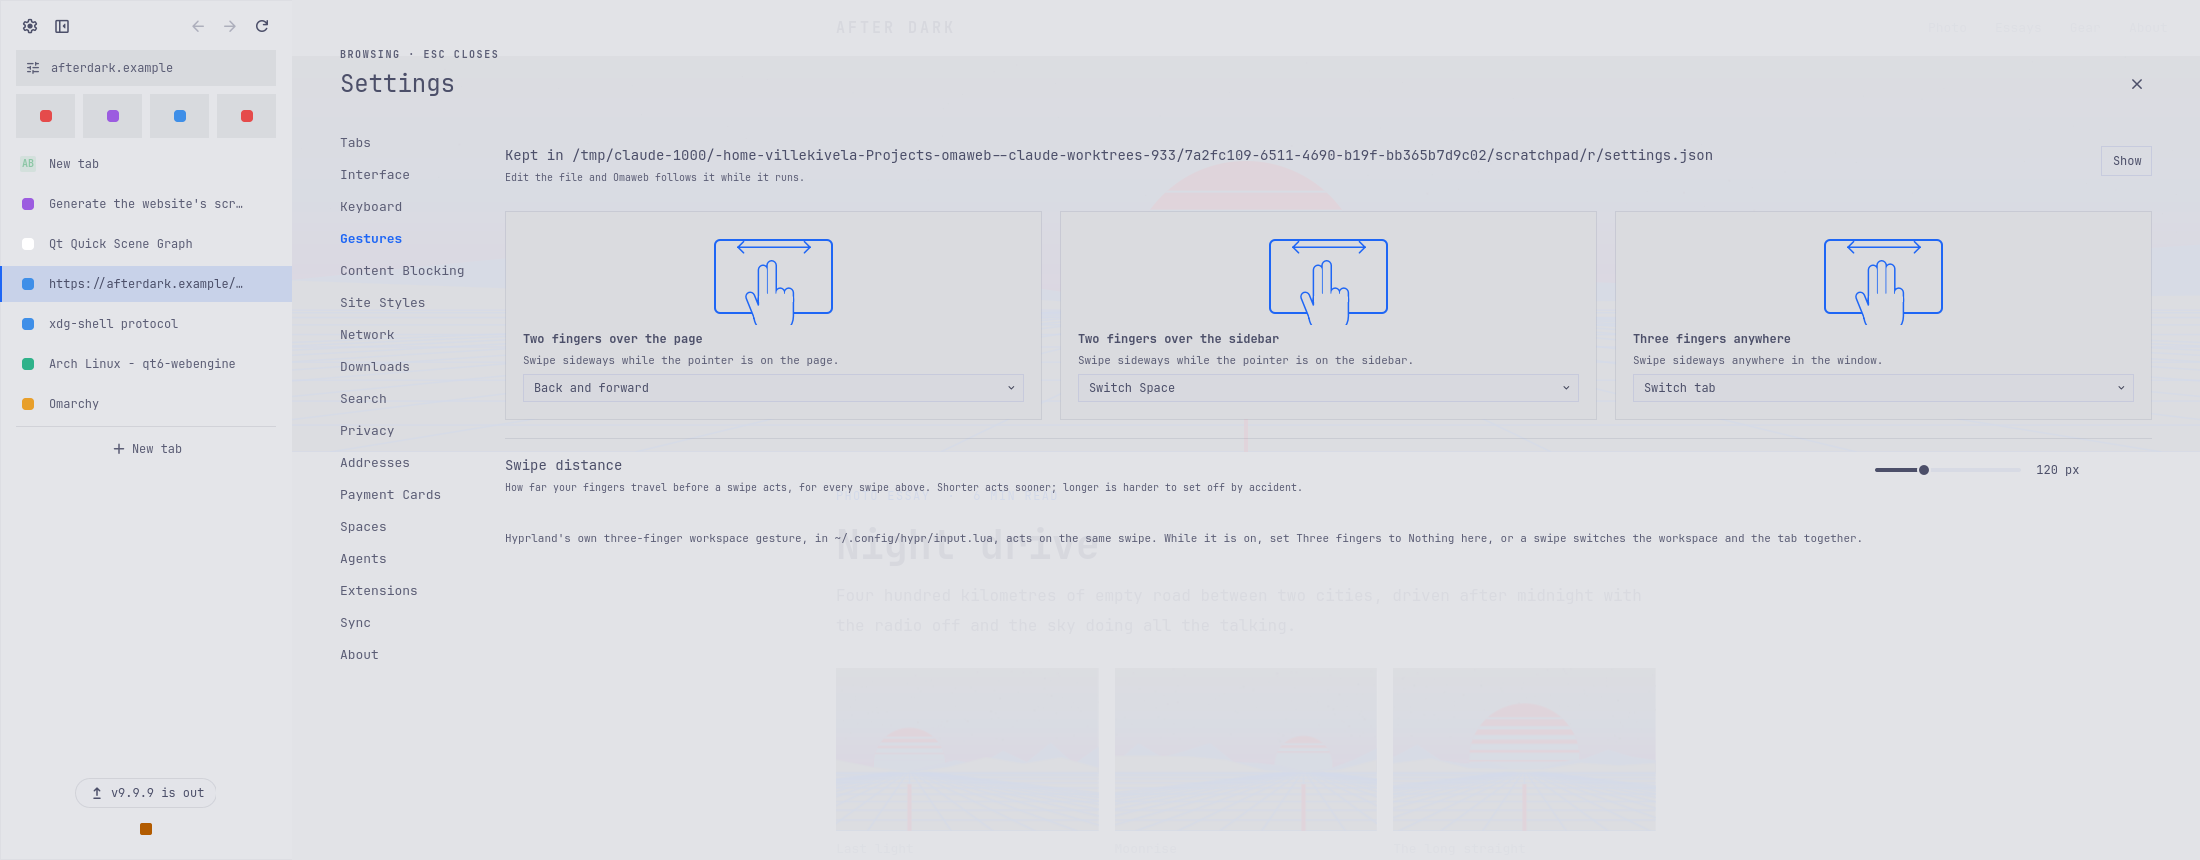 AFTER DARK
BROWSING · ESC CLOSES
Settings
afterdark.example
AB New tab
Generate the website's scr…
Qt Quick Scene Graph
https://afterdark.example/…
xdg-shell protocol
Arch Linux - qt6-webengine
Omarchy
+ New tab
v9.9.9 is out
Tabs
Interface
Keyboard
Gestures
Content Blocking
Site Styles
Network
Downloads
Search
Privacy
Addresses
Payment Cards
Spaces
Agents
Extensions
Sync
About
Kept in /tmp/claude-1000/-home-villekivela-Projects-omaweb--claude-worktrees-933/7a2fc109-6511-4690-b19f-bb365b7d9c02/scratchpad/r/settings.json
Show
Edit the file and Omaweb follows it while it runs.
Two fingers over the page
Swipe sideways while the pointer is on the page.
Back and forward
Two fingers over the sidebar
Swipe sideways while the pointer is on the sidebar.
Switch Space
Three fingers anywhere
Swipe sideways anywhere in the window.
Switch tab
Swipe distance
120 px
How far your fingers travel before a swipe acts, for every swipe above. Shorter acts sooner; longer is harder to set off by accident.
Hyprland's own three-finger workspace gesture, in ~/.config/hypr/input.lua, acts on the same swipe. While it is on, set Three fingers to Nothing here, or a swipe switches the workspace and the tab together.
Night drive
Four hundred kilometres of empty road between two cities, driven after midnight with
the radio off and the sky doing all the talking.